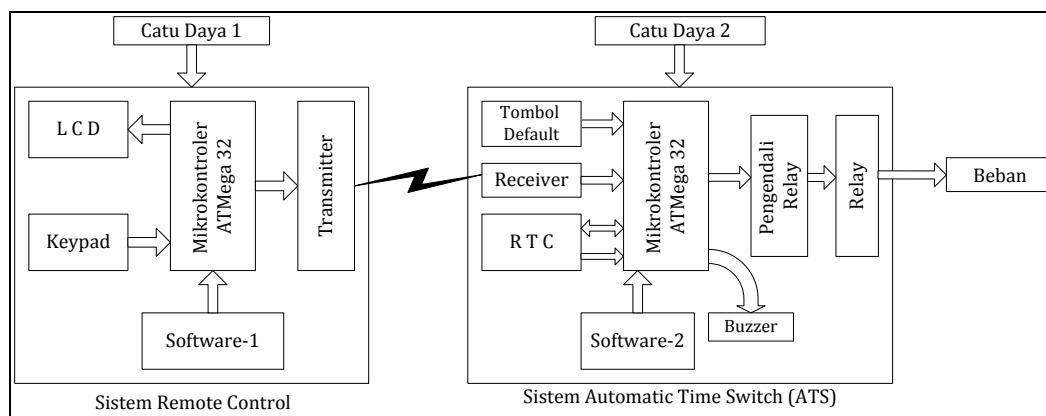 Catu Daya 1
Catu Daya 2
L C D
Keypad
Mikrokontroler
ATMega 32
Transmitter
Software-1
Sistem Remote Control
Tombol
Default
Receiver
R T C
Mikrokontroler
ATMega 32
Pengendali
Relay
Relay
Beban
Software-2
Buzzer
Sistem Automatic Time Switch (ATS)